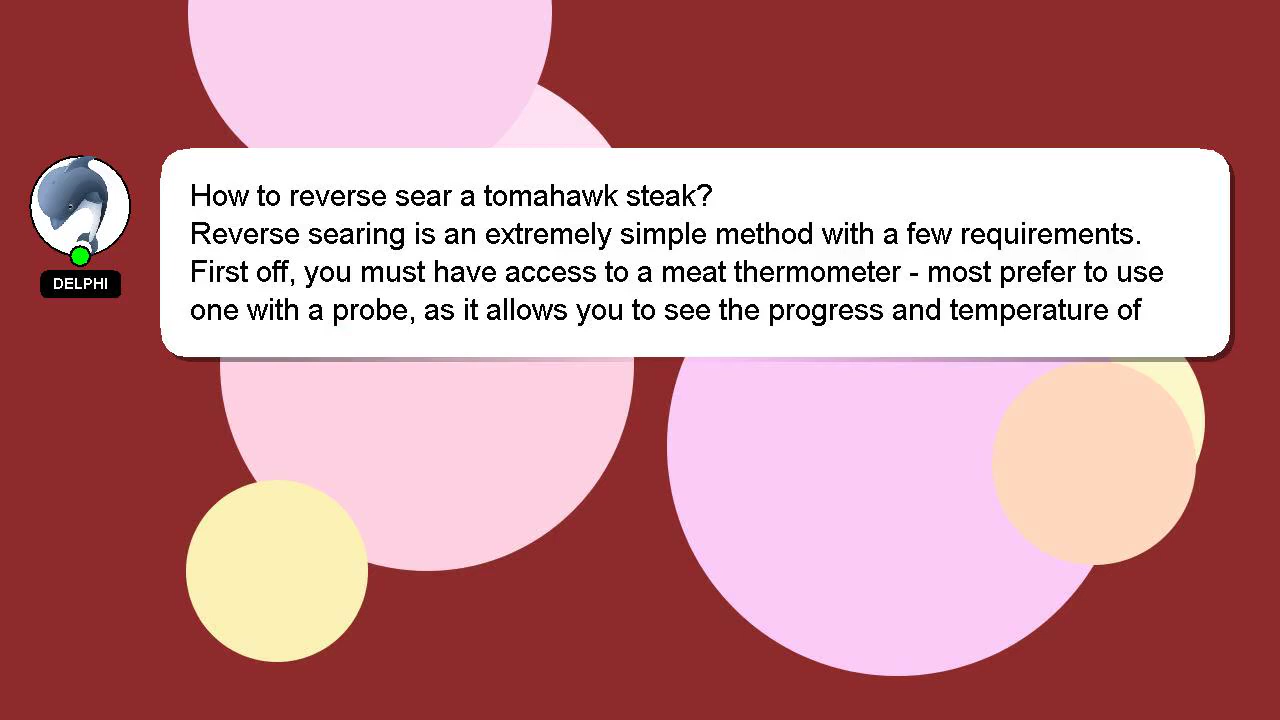 How to reverse sear a tomahawk steak?
Reverse searing is an extremely simple method with a few requirements.
First off, you must have access to a meat thermometer - most prefer to use
one with a probe, as it allows you to see the progress and temperature of
DELPHI